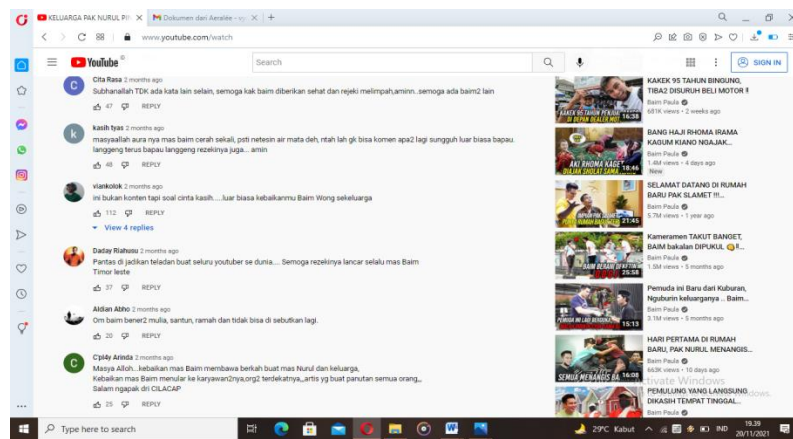 KELUARGA PAK NURUL PIN
Dokumen dari Aeralée - sy
www.youtube.com/watch
YouTube ID
Search
SIGN IN
Cita Rasa 2 months ago
Subhanallah TDK ada kata lain selain, semoga kak baim diberikan sehat dan rejeki melimpah,aminn..semoga ada baim2 lain
47 REPLY
kasih tyas 2 months ago
masyaallah aura nya mas baim cerah sekali, psti netesin air mata deh, ntah lah gk bisa komen apa2 lagi sungguh luar biasa bapau.
langgeng terus bapau langgeng rezekinya juga... amin
48 REPLY
viankolok 2 months ago
ini bukan konten tapi soal cinta kasih.....luar biasa kebaikanmu Baim Wong sekeluarga
112 REPLY
View 4 replies
Daday Riahusu 2 months ago
Pantas di jadikan teladan buat seluru youtuber se dunia.... Semoga rezekinya lancar selalu mas Baim
Timor leste
37 REPLY
Aldian Abho 2 months ago
Om baim bener2 mulia, santun, ramah dan tidak bisa di sebutkan lagi.
20 REPLY
C'pl4y Arinda 2 months ago
Masya Alloh...kebaikan mas Baim membawa berkah buat mas Nurul dan keluarga,
Kebaikan mas Baim menular ke karyawan2nya,org2 terdekatnya,,,artis yg buat panutan semua orang,,,
Salam ngapak dri CILACAP
25 REPLY
16:38
KAKEK 95 TAHUN BINGUNG,
TIBA2 DISURUH BELI MOTOR !!
Baim Paula
681K views • 2 weeks ago
AKI RHOMA KAGET
DIAJAK SHOLAT SAMA
18:46
BANG HAJI RHOMA IRAMA
KAGUM KIANO NGAJAK...
Baim Paula
1.4M views • 4 days ago
New
21:45
SELAMAT DATANG DI RUMAH
BARU PAK SLAMET !!!...
Baim Paula
5.7M views • 1 year ago
25:58
Kameramen TAKUT BANGET,
BAIM bakalan DIPUKUL
Baim Paula
1.5M views • 5 months ago
15:13
Pemuda ini Baru dari Kuburan,
Nguburin keluarganya .. Baim...
Baim Paula
3.1M views • 5 months ago
SEMUA MENANGIS
16:08
HARI PERTAMA DI RUMAH
BARU, PAK NURUL MENANGIS...
Baim Paula
663K views • 10 days ago
Activate Windows
PEMULUNG YANG LANGSUNG
DIKASIH TEMPAT TINGGAL...
Baim Paula
Type here to search
29°C Kabut
IND
19.39
20/11/2021